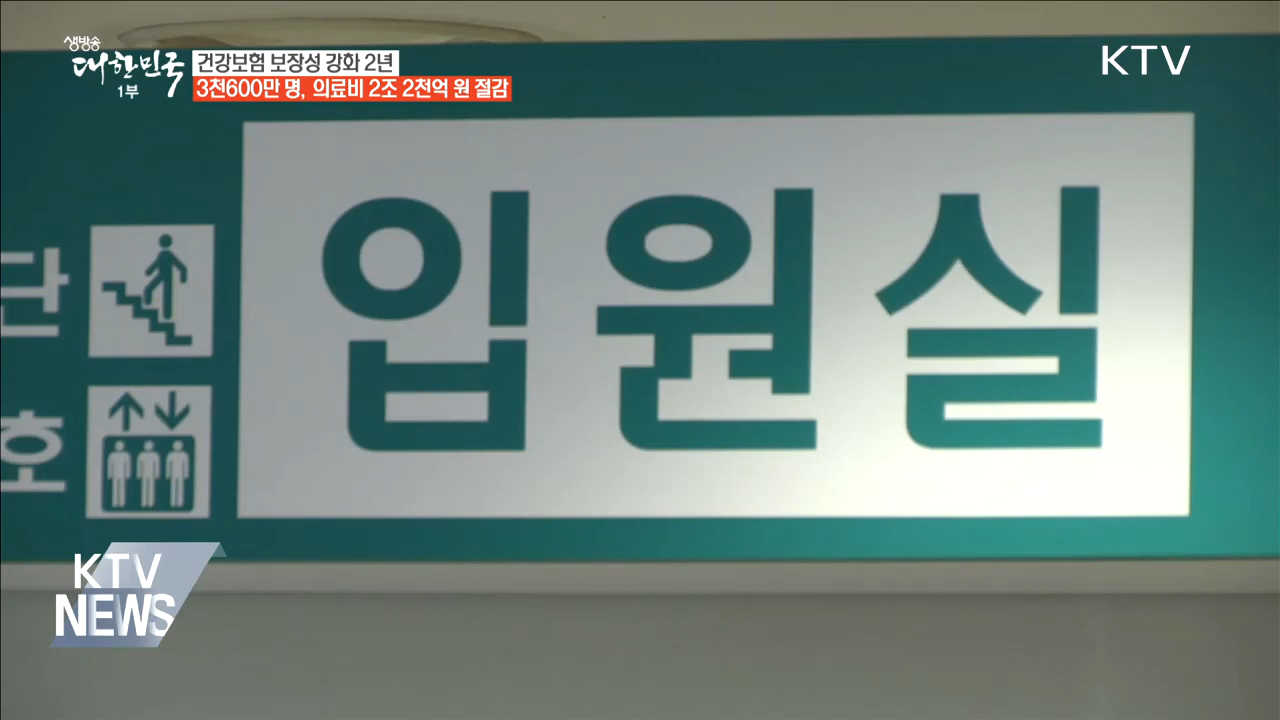 생방송
대한민국
1부
건강보험 보장성 강화 2년
3천600만 명, 의료비 2조 2천억 원 절감
KTV
입원실
단
호
KTV
NEWS